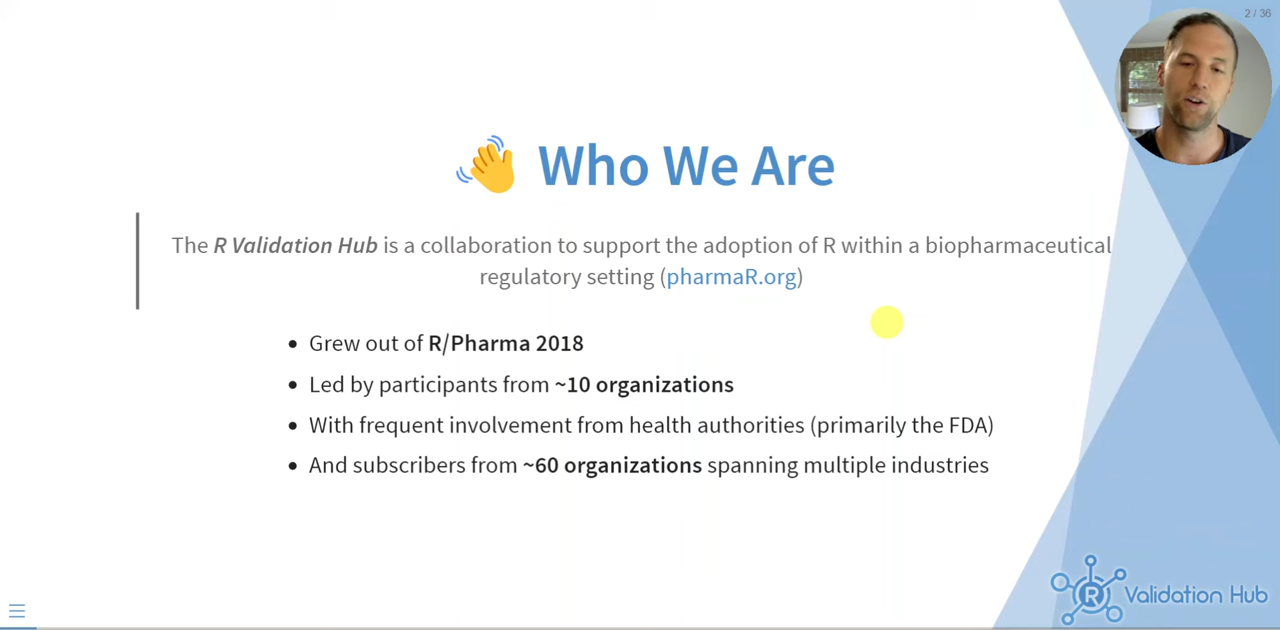 2 / 36
Who We Are
The R Validation Hub is a collaboration to support the adoption of R within a biopharmaceutical
regulatory setting (pharmaR.org)
Grew out of R/Pharma 2018
Led by participants from ~10 organizations
With frequent involvement from health authorities (primarily the FDA)
And subscribers from ~60 organizations spanning multiple industries
R Validation Hub